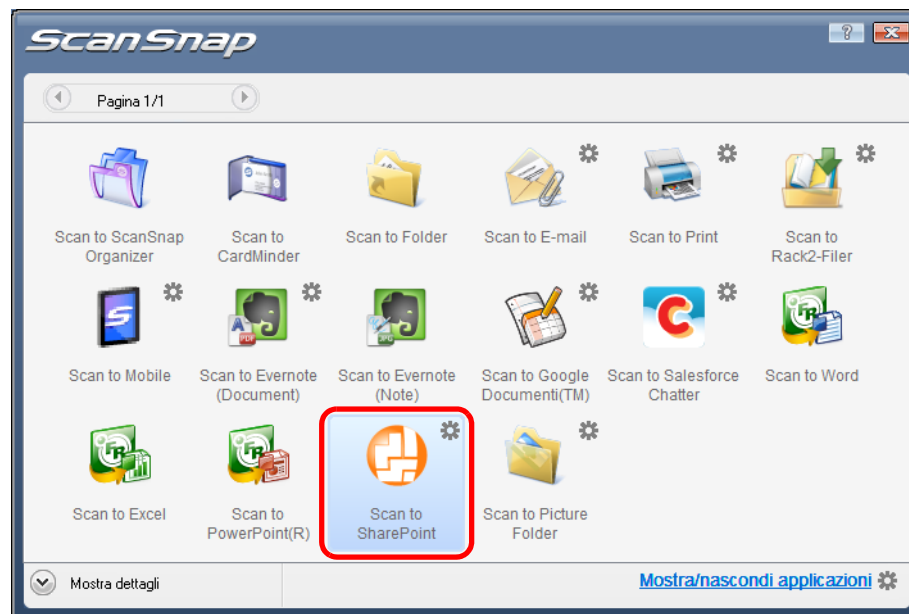 ScanSnap
Pagina 1/1
Scan to ScanSnap
Organizer
Scan to
CardMinder
Scan to Folder
Scan to E-mail
Scan to Print
Scan to
Rack2-Filer
Scan to Mobile
Scan to Evernote
(Document)
Scan to Evernote
(Note)
Scan to Google
Documenti(TM)
Scan to Salesforce
Chatter
Scan to Word
Scan to Excel
Scan to
PowerPoint(R)
Scan to
SharePoint
Scan to Picture
Folder
Mostra dettagli
Mostra/nascondi applicazioni